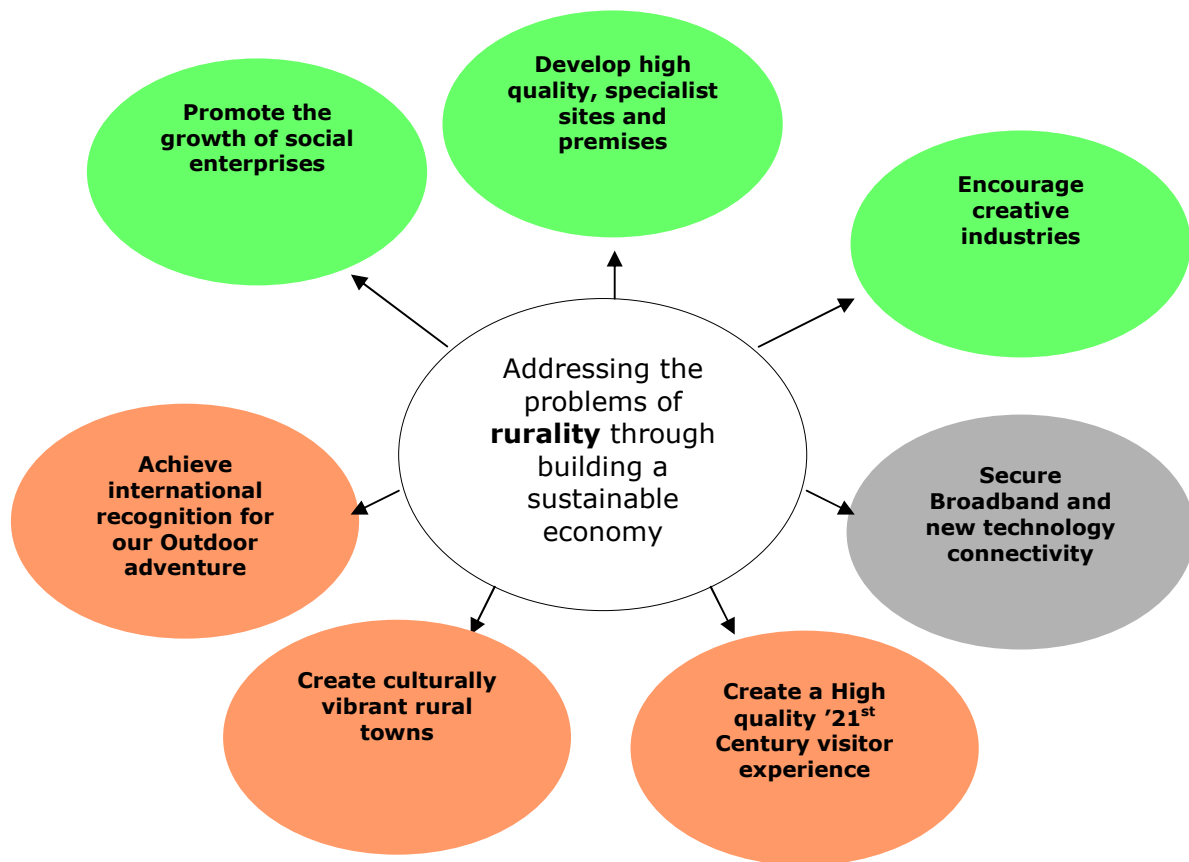 Promote the
growth of social
enterprises
Develop high
quality, specialist
sites and
premises
Encourage
creative
industries
Addressing the
problems of
rurality through
building a
sustainable
economy
Achieve
international
recognition for
our Outdoor
adventure
Secure
Broadband and
new technology
connectivity
Create culturally
vibrant rural
towns
Create a High
quality ’21st
Century visitor
experience